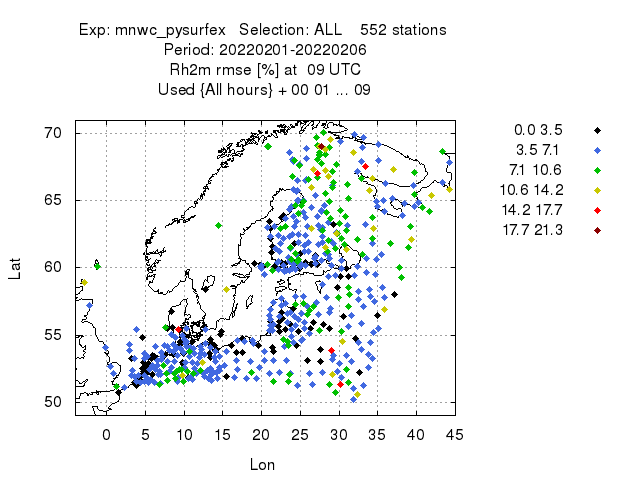 Exp: mnwc_pysurfex Selection: ALL 552 stations
Period: 20220201-20220206
Rh2m rmse [%] at 09 UTC
Used {All hours} + 00 01 ... 09
70
65
60
55
50
Lat
0 5 10 15 20 25 30 35 40 45
Lon
0.0 3.5
3.5 7.1
7.1 10.6
10.6 14.2
14.2 17.7
17.7 21.3